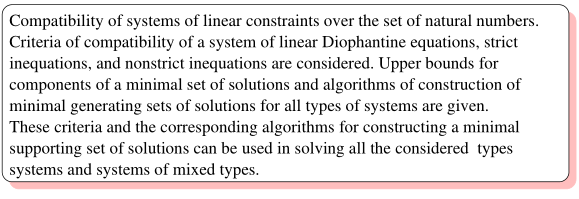 Compatibility of systems of linear constraints over the set of natural numbers.
Criteria of compatibility of a system of linear Diophantine equations, strict
inequations, and nonstrict inequations are considered. Upper bounds for
components of a minimal set of solutions and algorithms of construction of
minimal generating sets of solutions for all types of systems are given.
These criteria and the corresponding algorithms for constructing a minimal
supporting set of solutions can be used in solving all the considered types
systems and systems of mixed types.